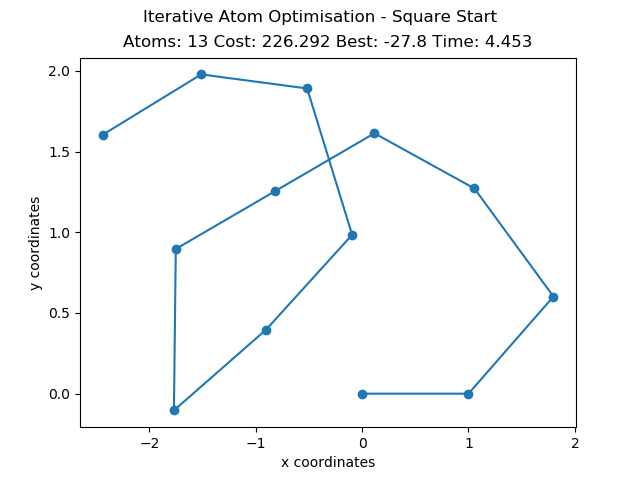 Iterative Atom Optimisation - Square Start
Atoms: 13 Cost: 226.292 Best: -27.8 Time: 4.453
2.0
1.5
1.0
0.5
0.0
y coordinates
−2
−1
0
1
2
x coordinates